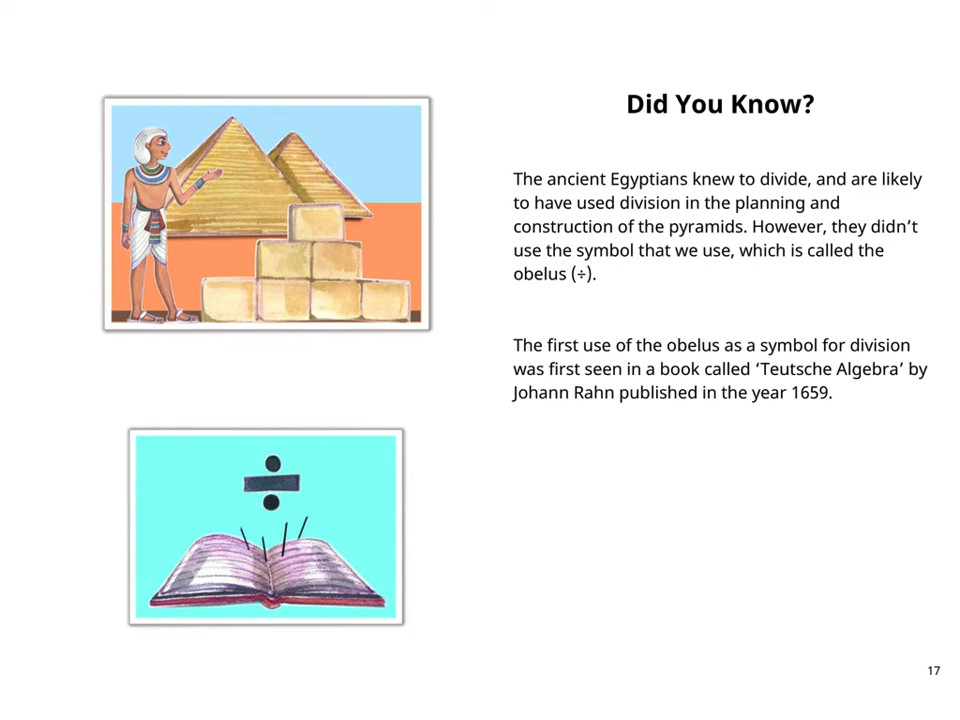 Did You Know?
The ancient Egyptians knew to divide, and are likely
to have used division in the planning and
construction of the pyramids. However, they didn’t
use the symbol that we use, which is called the
obelus (÷).
The first use of the obelus as a symbol for division
was first seen in a book called ‘Teutsche Algebra’ by
Johann Rahn published in the year 1659.
÷
17